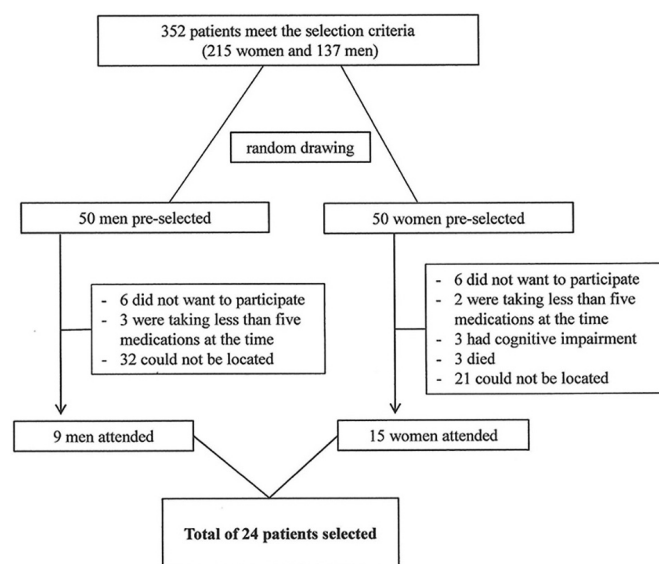 352 patients meet the selection criteria
(215 women and 137 men)
random drawing
50 men pre-selected
50 women pre-selected
- 6 did not want to participate
- 3 were taking less than five
medications at the time
- 32 could not be located
- 6 did not want to participate
- 2 were taking less than five
medications at the time
- 3 had cognitive impairment
- 3 died
- 21 could not be located
9 men attended
15 women attended
Total of 24 patients selected